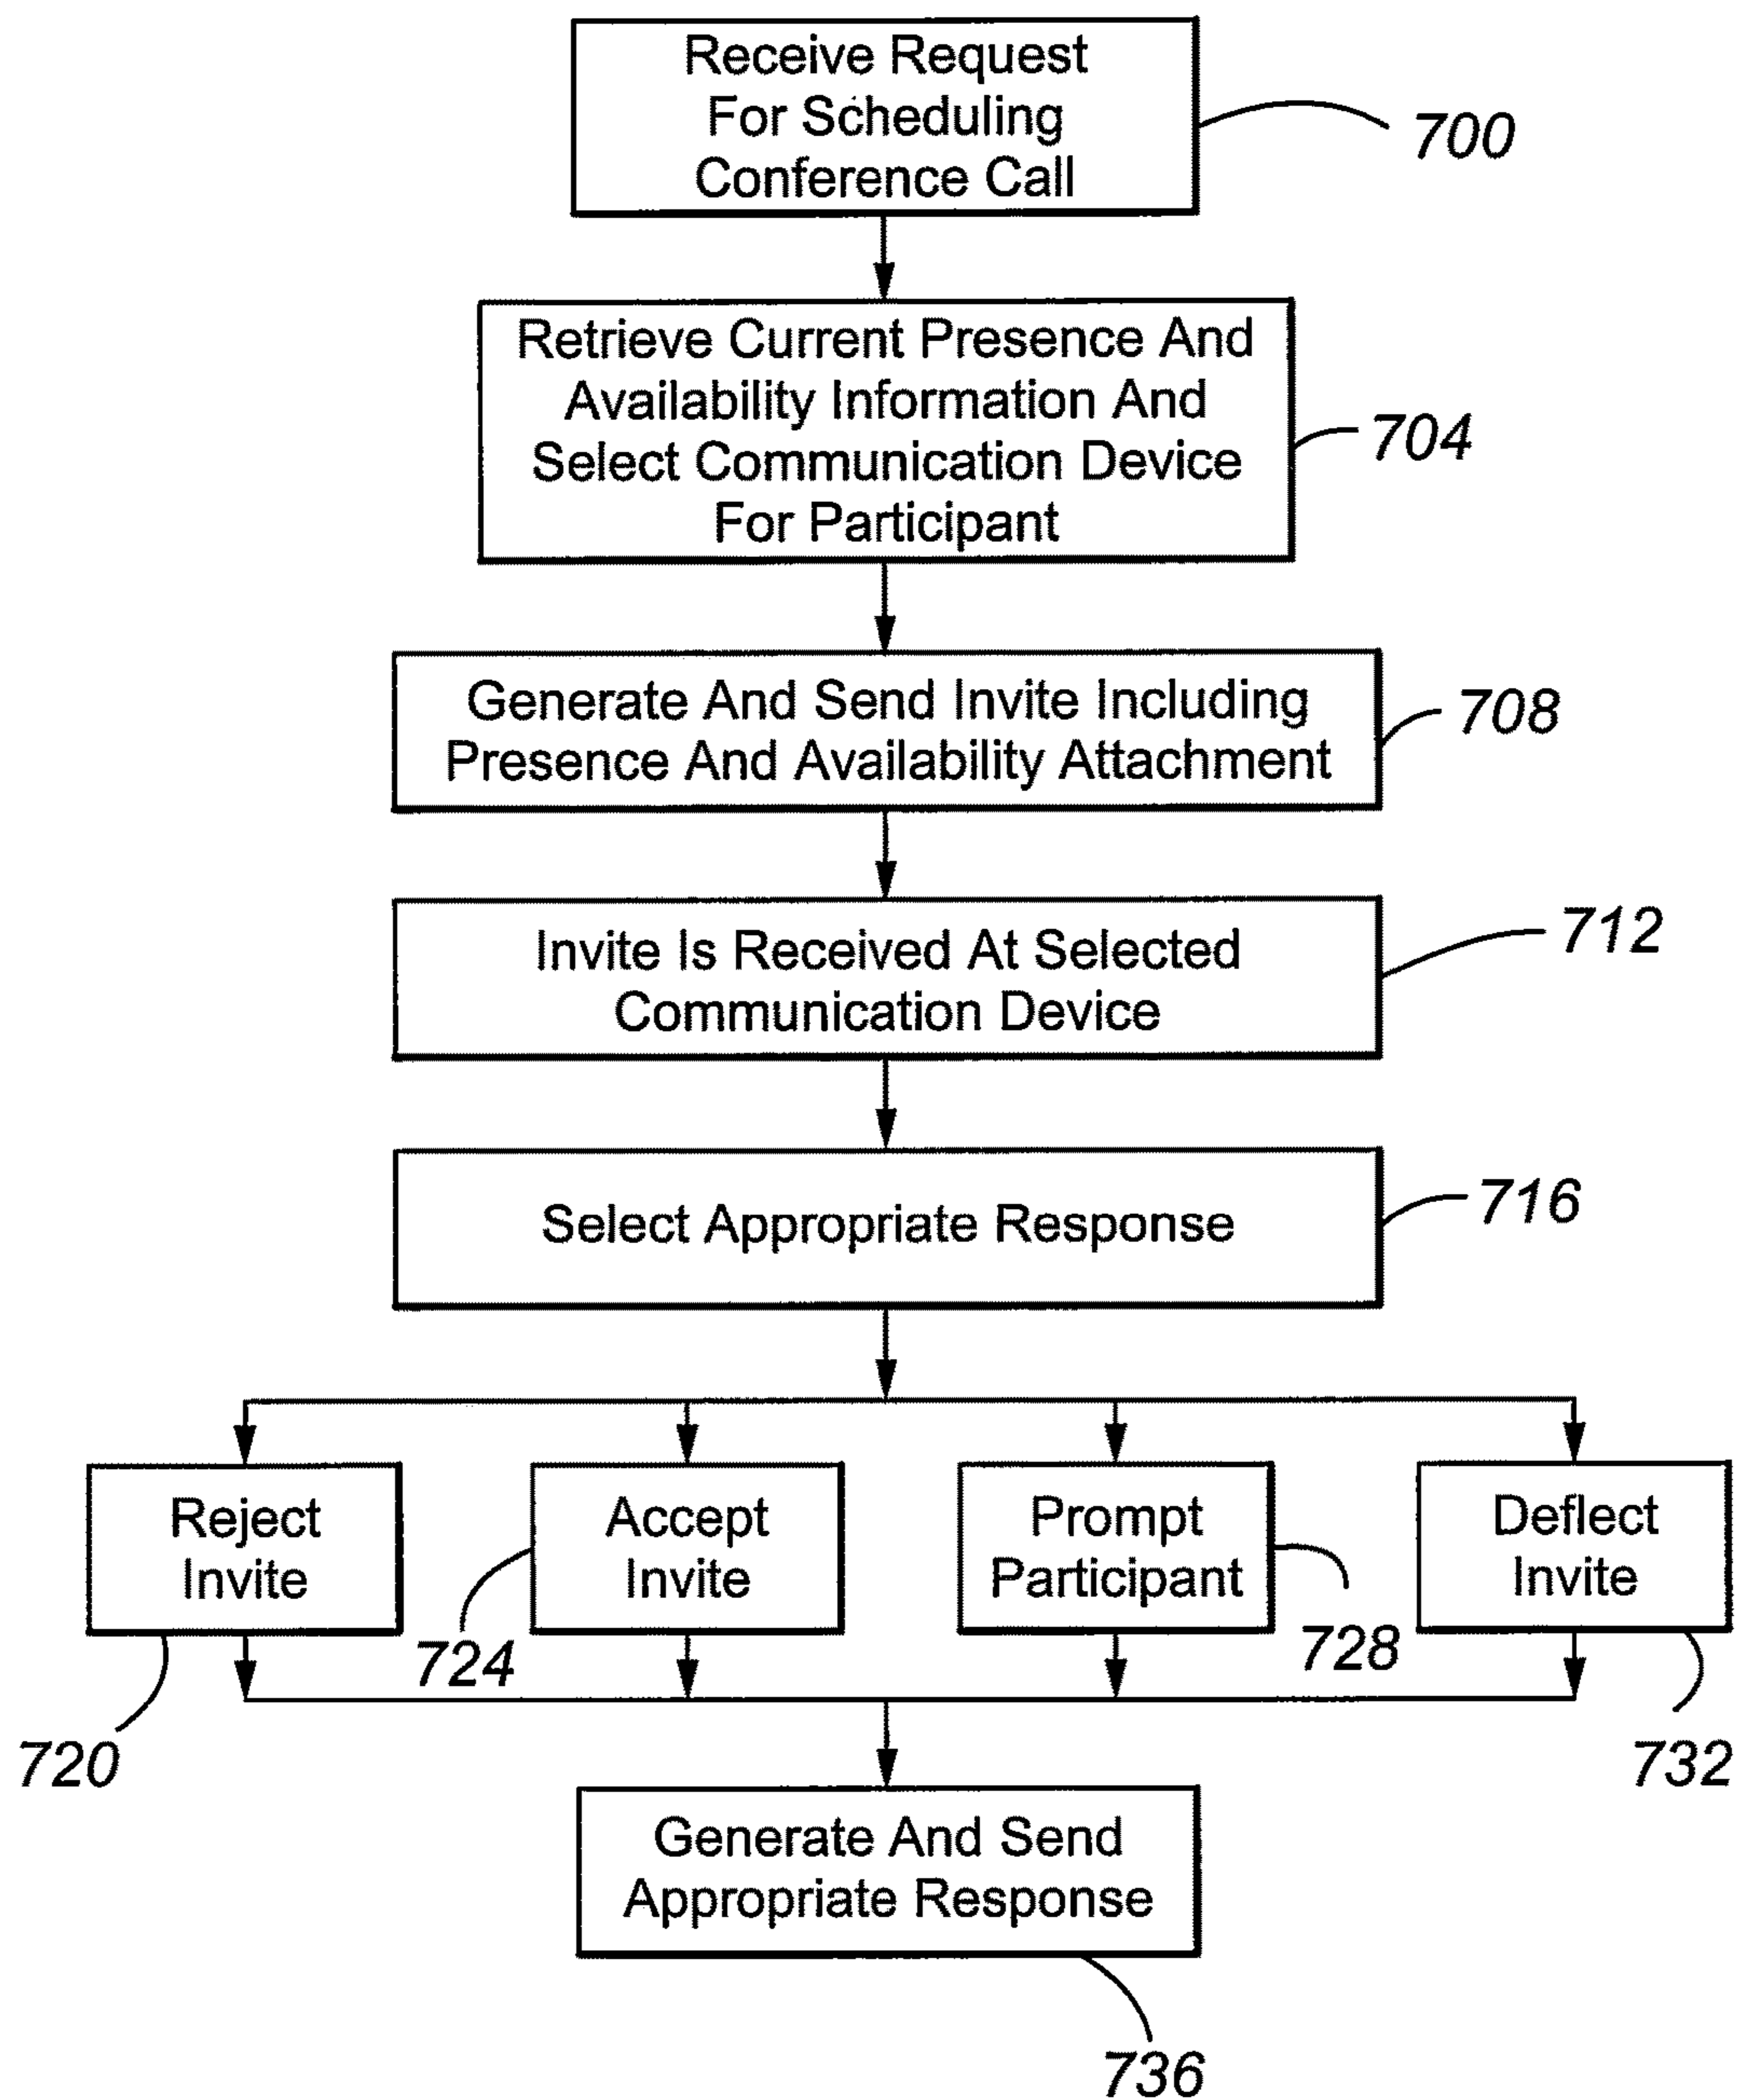 Receive Request
For Scheduling
Conference Call
700
Retrieve Current Presence And
Availability Information And
Select Communication Device
For Participant
704
Generate And Send Invite Including
Presence And Availability Attachment
708
Invite Is Received At Selected
Communication Device
712
Select Appropriate Response
716
Reject
Invite
720
Accept
Invite
724
Prompt
Participant
728
Deflect
Invite
732
Generate And Send
Appropriate Response
736